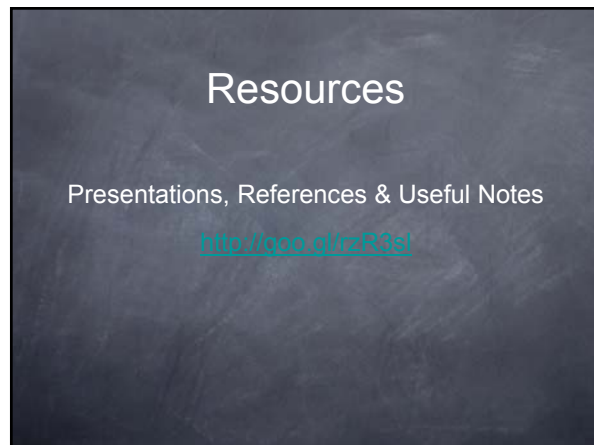 Resources
Presentations, References & Useful Notes
http://goo.gl/rzR3sl